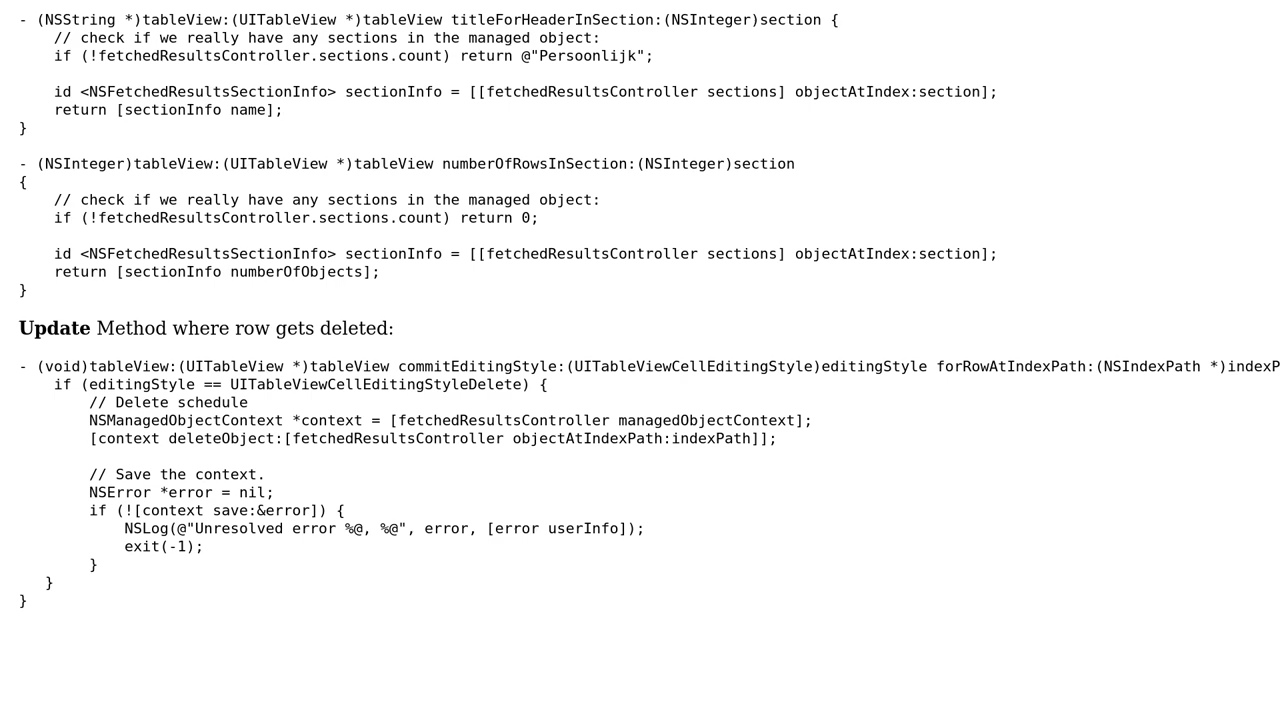 - (NSString *)tableView:(UITableView *)tableView titleForHeaderInSection:(NSInteger)section {
    // check if we really have any sections in the managed object:
    if (!fetchedResultsController.sections.count) return @"Persoonlijk";

    id <NSFetchedResultsSectionInfo> sectionInfo = [[fetchedResultsController sections] objectAtIndex:section];
    return [sectionInfo name];
}

- (NSInteger)tableView:(UITableView *)tableView numberOfRowsInSection:(NSInteger)section
{
    // check if we really have any sections in the managed object:
    if (!fetchedResultsController.sections.count) return 0;

    id <NSFetchedResultsSectionInfo> sectionInfo = [[fetchedResultsController sections] objectAtIndex:section];
    return [sectionInfo numberOfObjects];
}

Update Method where row gets deleted:

- (void)tableView:(UITableView *)tableView commitEditingStyle:(UITableViewCellEditingStyle)editingStyle forRowAtIndexPath:(NSIndexPath *)indexP
    if (editingStyle == UITableViewCellEditingStyleDelete) {
        // Delete schedule
        NSManagedObjectContext *context = [fetchedResultsController managedObjectContext];
        [context deleteObject:[fetchedResultsController objectAtIndexPath:indexPath]];

        // Save the context.
        NSError *error = nil;
        if (![context save:&error]) {
            NSLog(@"Unresolved error %@, %@", error, [error userInfo]);
            exit(-1);
        }
   }
}